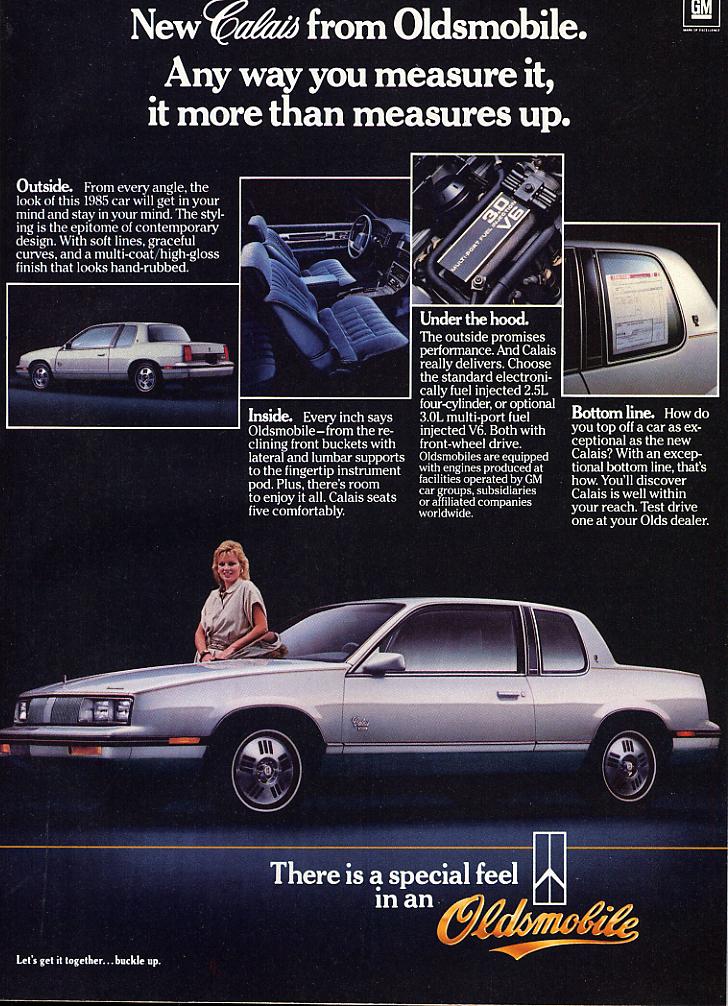 New Calais from Oldsmobile.
Any way you measure it,
it more than measures up.
GM
MARK OF EXCELLENCE
Outside. From every angle, the
look of this 1985 car will get in your
mind and stay in your mind. The styl-
ing is the epitome of contemporary
design. With soft lines, graceful
curves, and a multi-coat/high-gloss
finish that looks hand-rubbed.
Inside. Every inch says
Oldsmobile–from the re-
clining front buckets with
lateral and lumbar supports
to the fingertip instrument
pod. Plus, there's room
to enjoy it all. Calais seats
five comfortably.
3.0
V6
MULTI-PORT FUEL INJECTION
Under the hood.
The outside promises
performance. And Calais
really delivers. Choose
the standard electroni-
cally fuel injected 2.5L
four-cylinder, or optional
3.0L multi-port fuel
injected V6. Both with
front-wheel drive.
Oldsmobiles are equipped
with engines produced at
facilities operated by GM
car groups, subsidiaries
or affiliated companies
worldwide.
Bottom line. How do
you top off a car as ex-
ceptional as the new
Calais? With an excep-
tional bottom line, that's
how. You'll discover
Calais is well within
your reach. Test drive
one at your Olds dealer.
Calais
There is a special feel
in an
Oldsmobile
Let's get it together...buckle up.